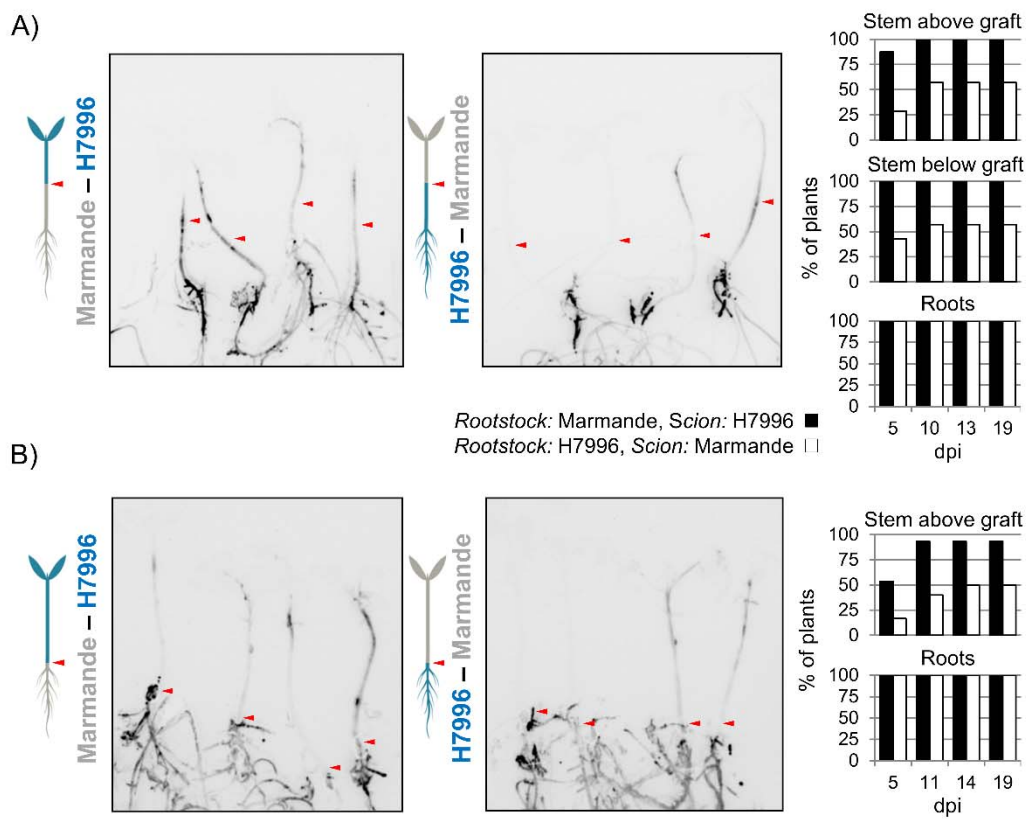 A)
Marmande – H7996
H7996 – Marmande
Stem above graft
100
75
50
25
0
Stem below graft
100
75
50
25
0
% of plants
Roots
100
75
50
25
0
5 10 13 19
dpi
Rootstock: Marmande, Scion: H7996
Rootstock: H7996, Scion: Marmande
B)
Marmande – H7996
H7996 – Marmande
Stem above graft
100
75
50
25
0
% of plants
Roots
100
75
50
25
0
5 11 14 19
dpi